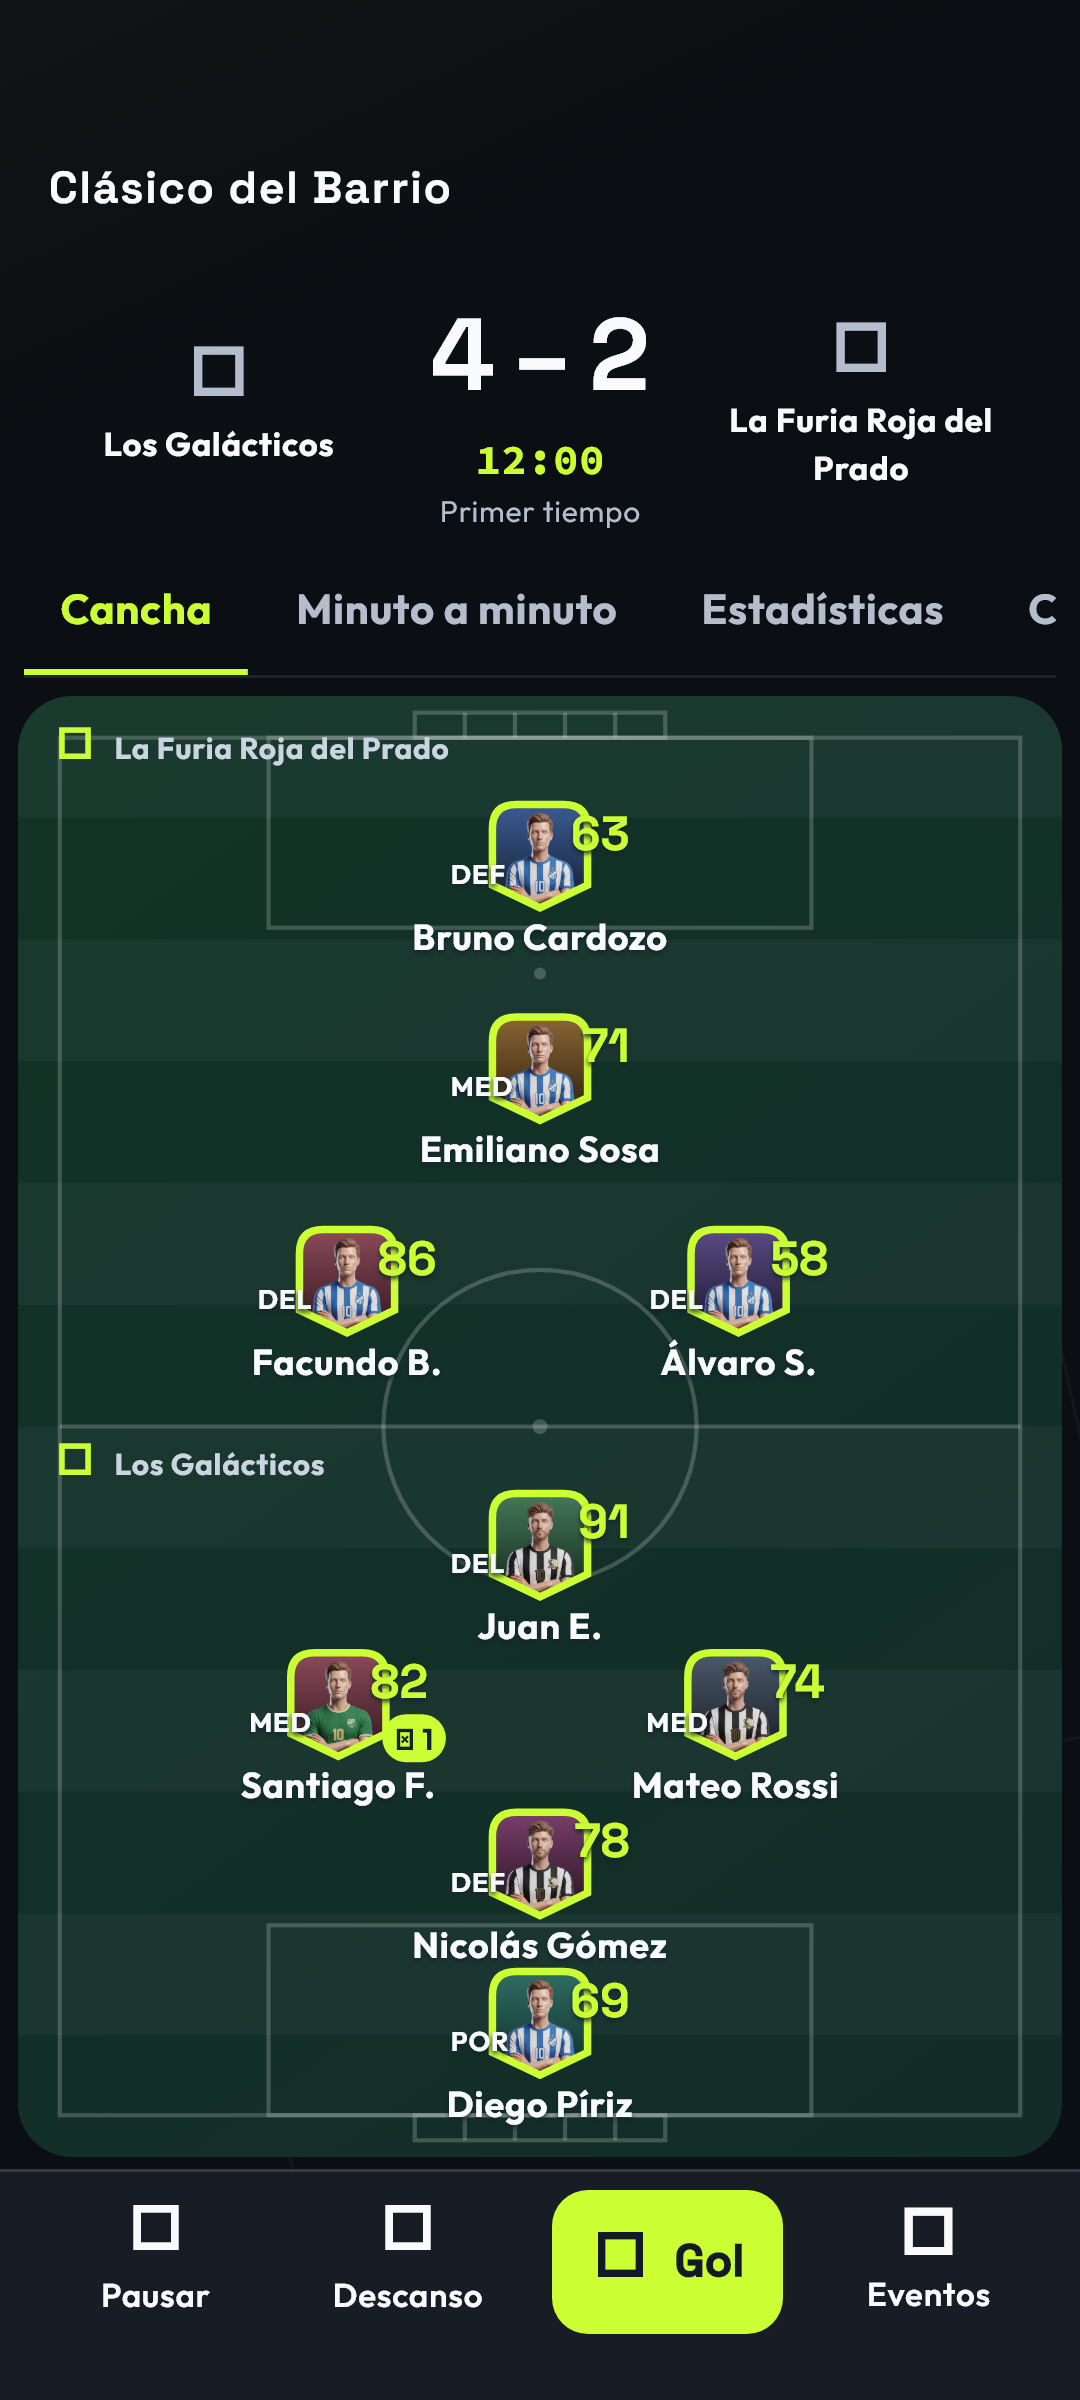 Clásico del Barrio
4 – 2
Los Galácticos
La Furia Roja del
Prado
12:00
Primer tiempo
Cancha
Minuto a minuto
Estadísticas
C
La Furia Roja del Prado
63
DEF
Bruno Cardozo
71
MED
Emiliano Sosa
86
DEL
Facundo B.
58
DEL
Álvaro S.
Los Galácticos
91
DEL
Juan E.
82
MED
1
Santiago F.
74
MED
Mateo Rossi
78
DEF
Nicolás Gómez
69
POR
Diego Píriz
Pausar
Descanso
Gol
Eventos